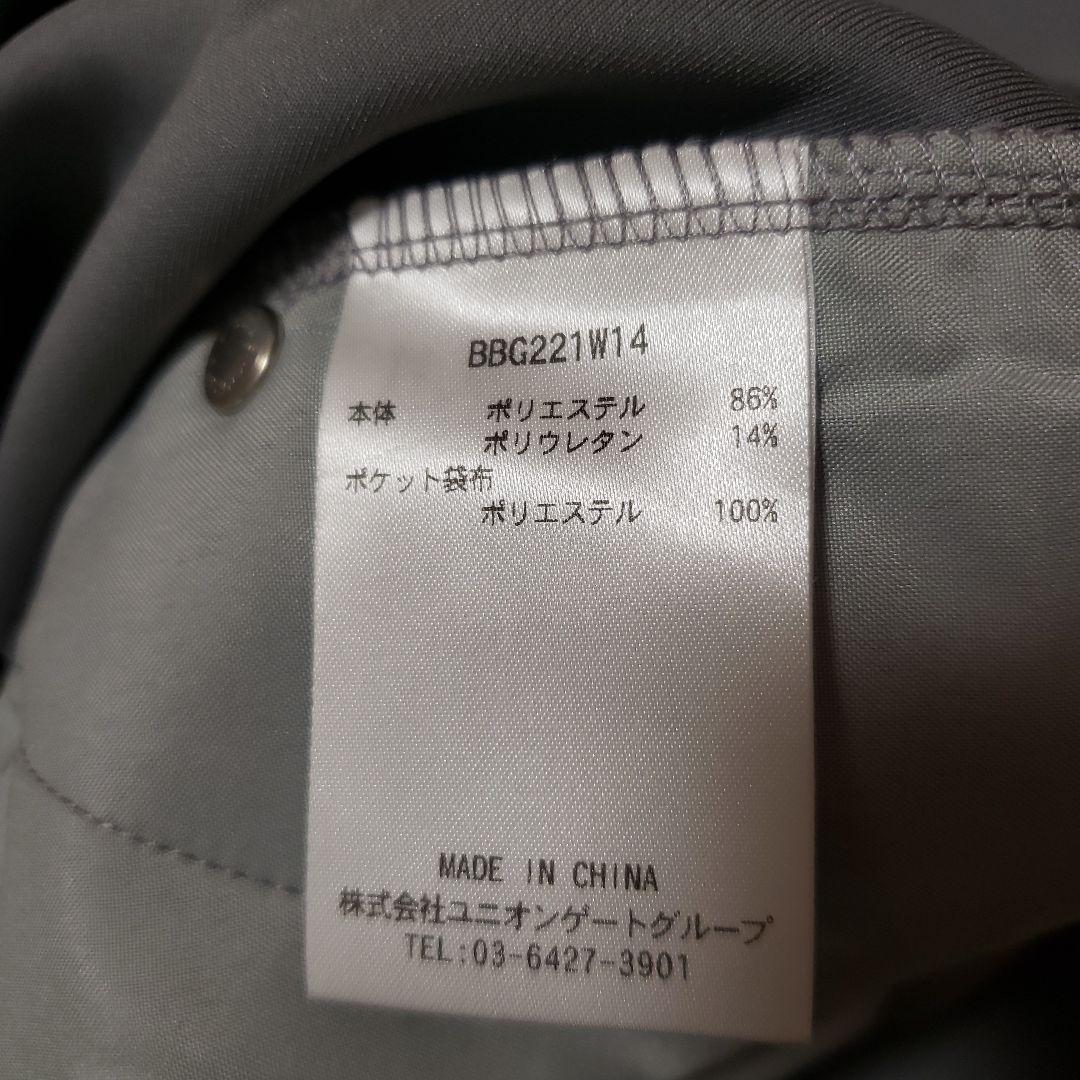 BBG221W14
本体 ポリエステル 86%
ポリウレタン 14%
ポケット袋布
ポリエステル 100%
MADE IN CHINA
株式会社ユニオンゲートグループ
TEL:03-6427-3901